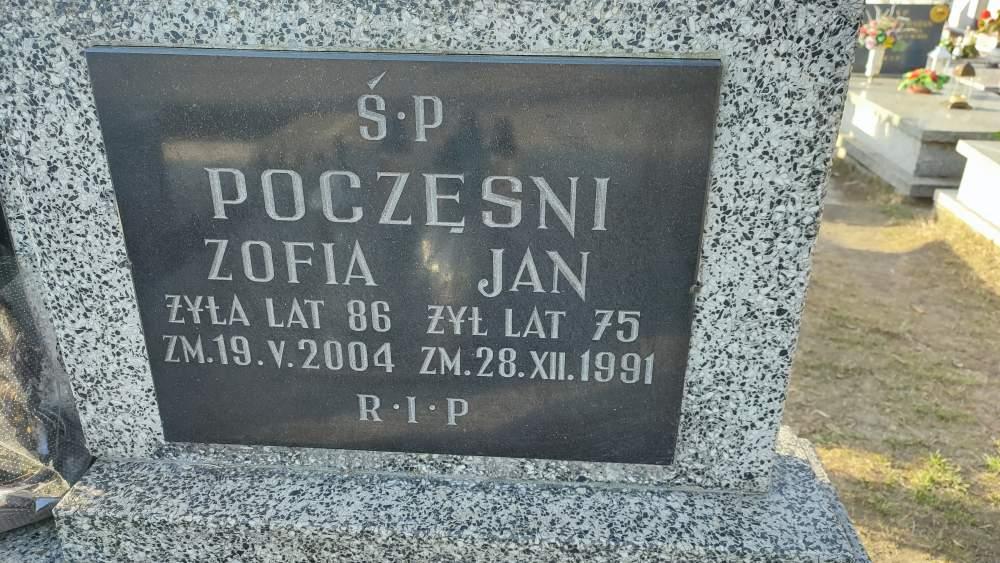 Ś·P
POCZĘSNI
ZOFIA JAN
ŻYŁA LAT 86 ŻYŁ LAT 75
ZM.19.V.2004 ZM.28.XII.1991
R·I·P